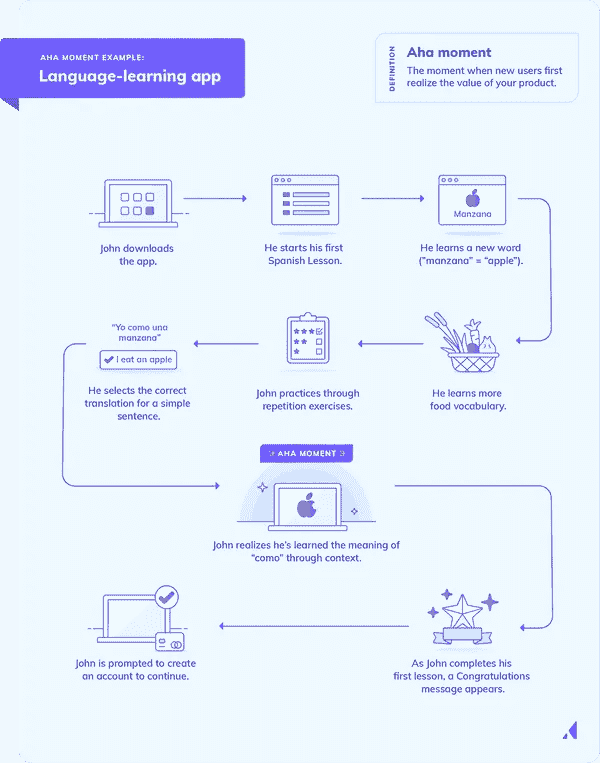 AHA MOMENT EXAMPLE:
Language-learning app
DEFINITION
Aha moment
The moment when new users first
realize the value of your product.
John downloads
the app.
He starts his first
Spanish Lesson.
Manzana
He learns a new word
("manzana" = "apple").
He learns more
food vocabulary.
John practices through
repetition exercises.
"Yo como una
manzana"
I eat an apple
He selects the correct
translation for a simple
sentence.
AHA MOMENT
John realizes he's learned the meaning of
"como" through context.
As John completes his
first lesson, a Congratulations
message appears.
John is prompted to create
an account to continue.